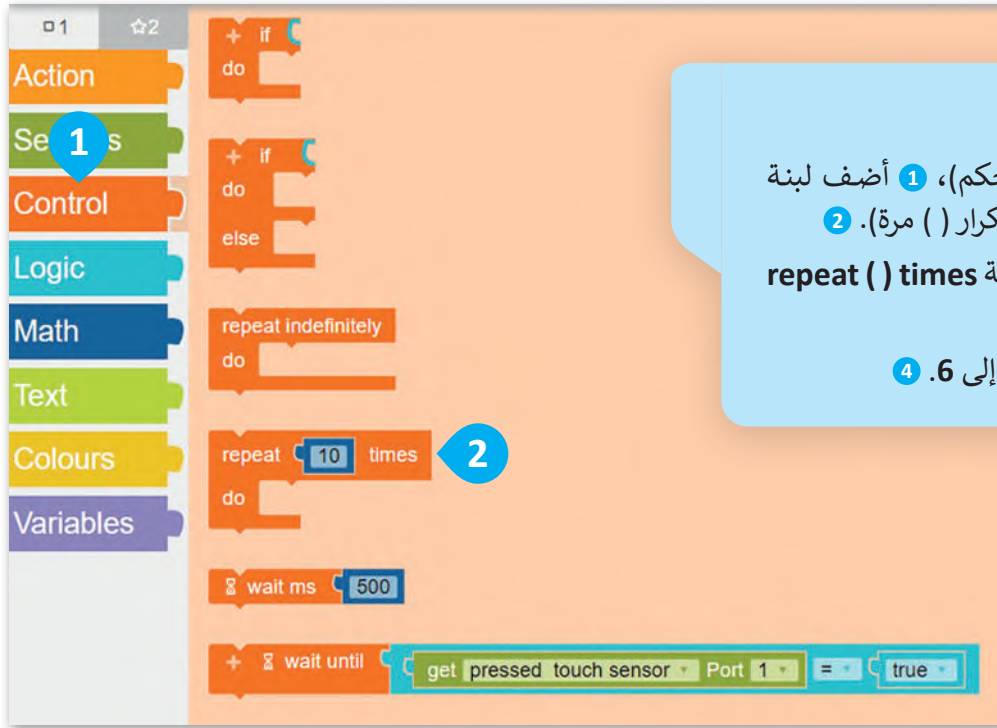 1 2
Action
Se s
Control
Logic
Math
Text
Colours
Variables
1
+ if
do
+ if
do
else
repeat indefinitely
do
repeat 10 times
2
do
wait ms 500
+ wait until get pressed touch sensor Port 1 = true
1 أضف لبنة
( ) مرة). 2
repeat ( ) times
إلى 6. 4